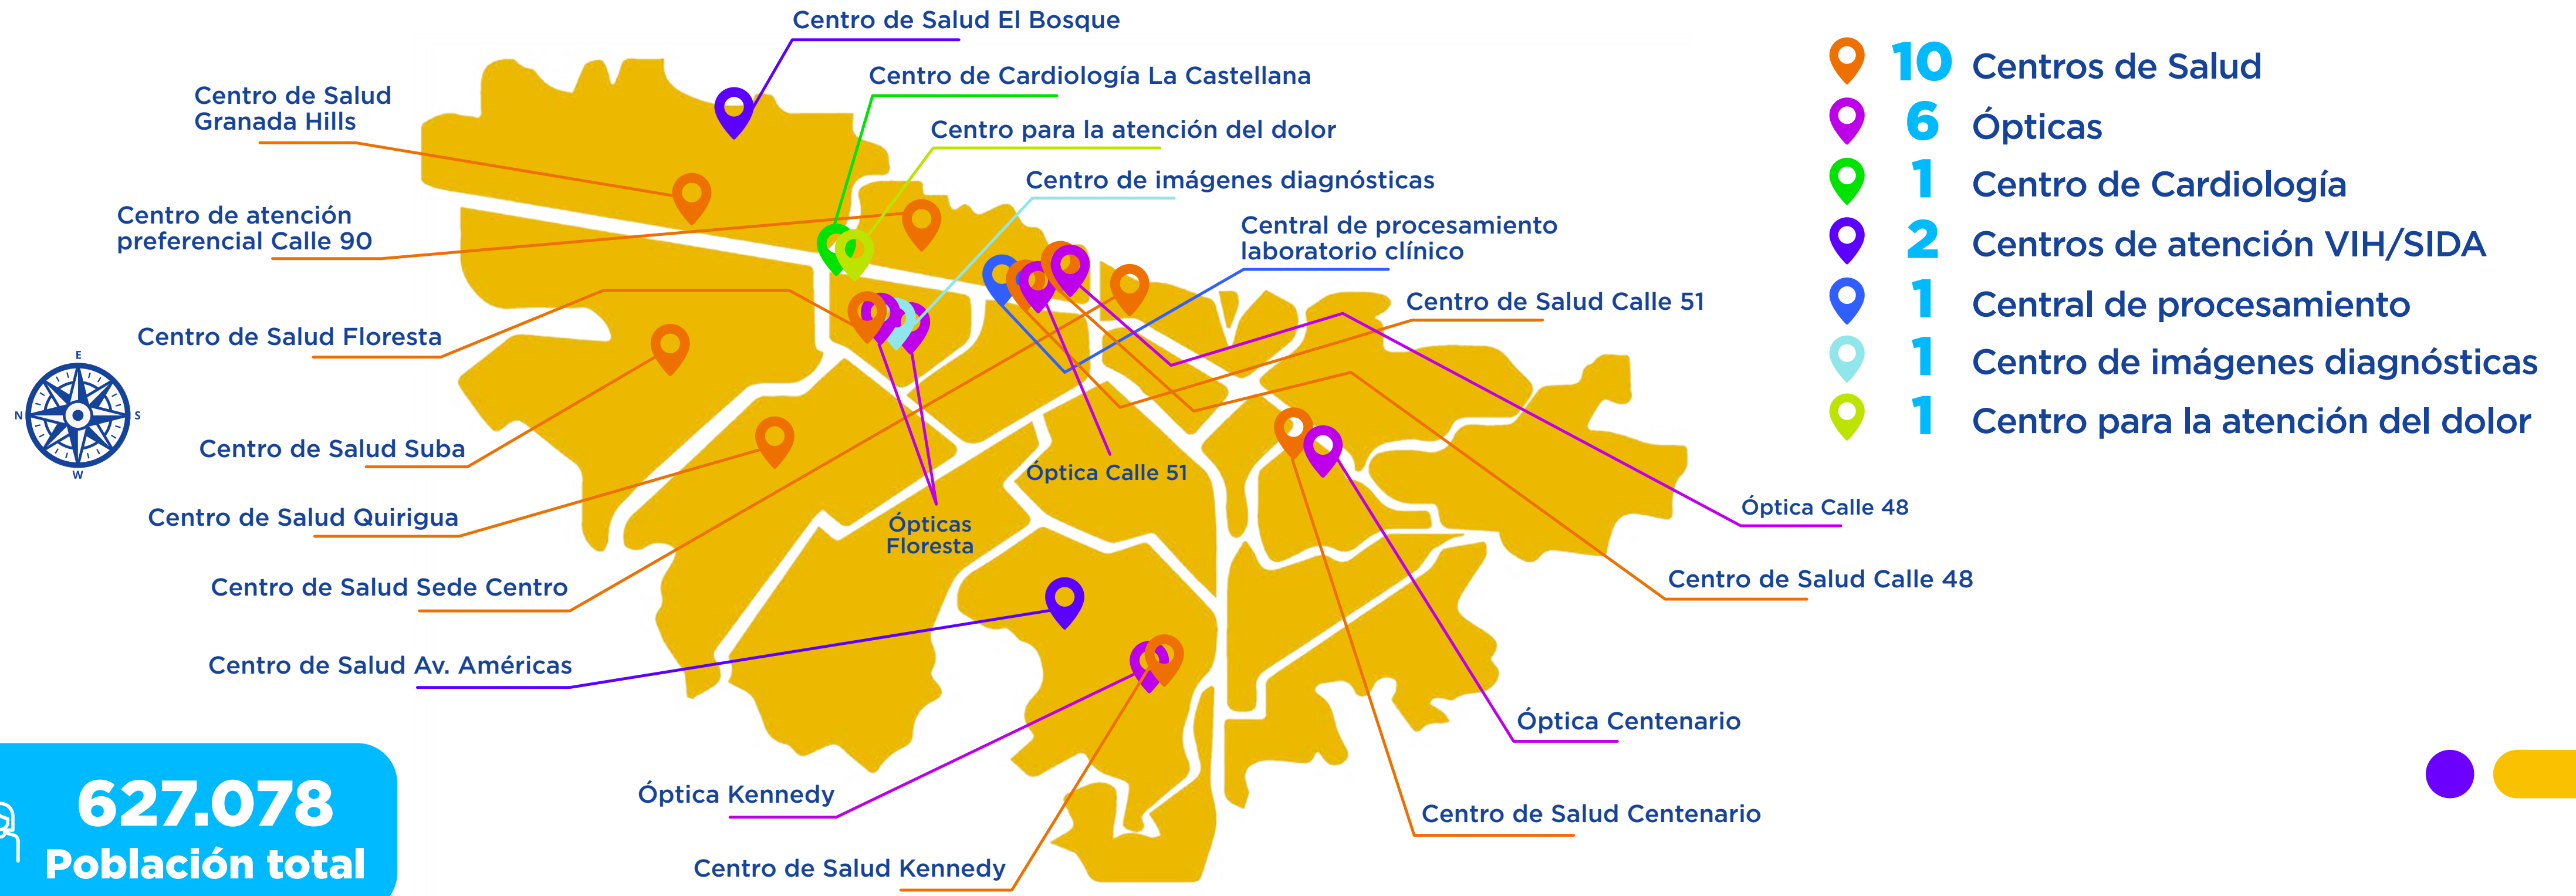 Centro de Salud El Bosque
Centro de Cardiología La Castellana
Centro de Salud
Granada Hills
Centro para la atención del dolor
Centro de imágenes diagnósticas
Centro de atención
preferencial Calle 90
Central de procesamiento
laboratorio clínico
Centro de Salud Calle 51
Centro de Salud Floresta
E
N
S
W
Centro de Salud Suba
Óptica Calle 51
Óptica Calle 48
Centro de Salud Quirigua
Ópticas
Floresta
Centro de Salud Sede Centro
Centro de Salud Calle 48
Centro de Salud Av. Américas
Óptica Centenario
Óptica Kennedy
Centro de Salud Centenario
Centro de Salud Kennedy
10 Centros de Salud
6 Ópticas
1 Centro de Cardiología
2 Centros de atención VIH/SIDA
1 Central de procesamiento
1 Centro de imágenes diagnósticas
1 Centro para la atención del dolor
627.078
Población total